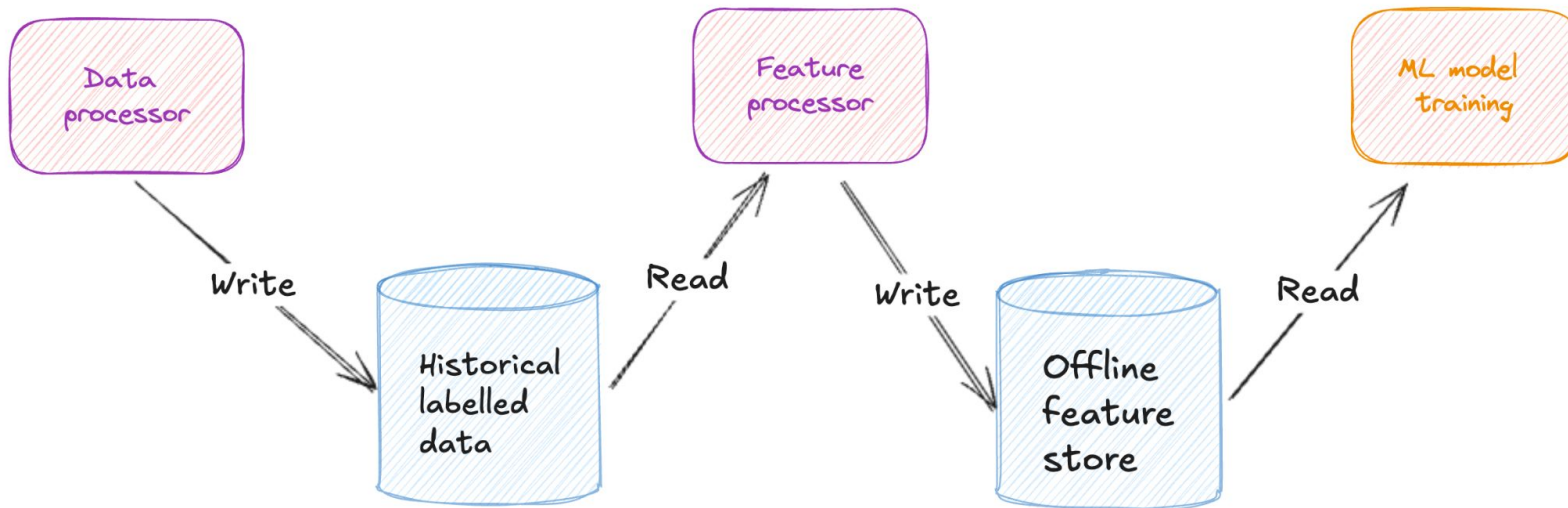 Data
processor
Feature
processor
ML model
training
Write
Read
Write
Read
Historical
labelled
data
Offline
feature
store